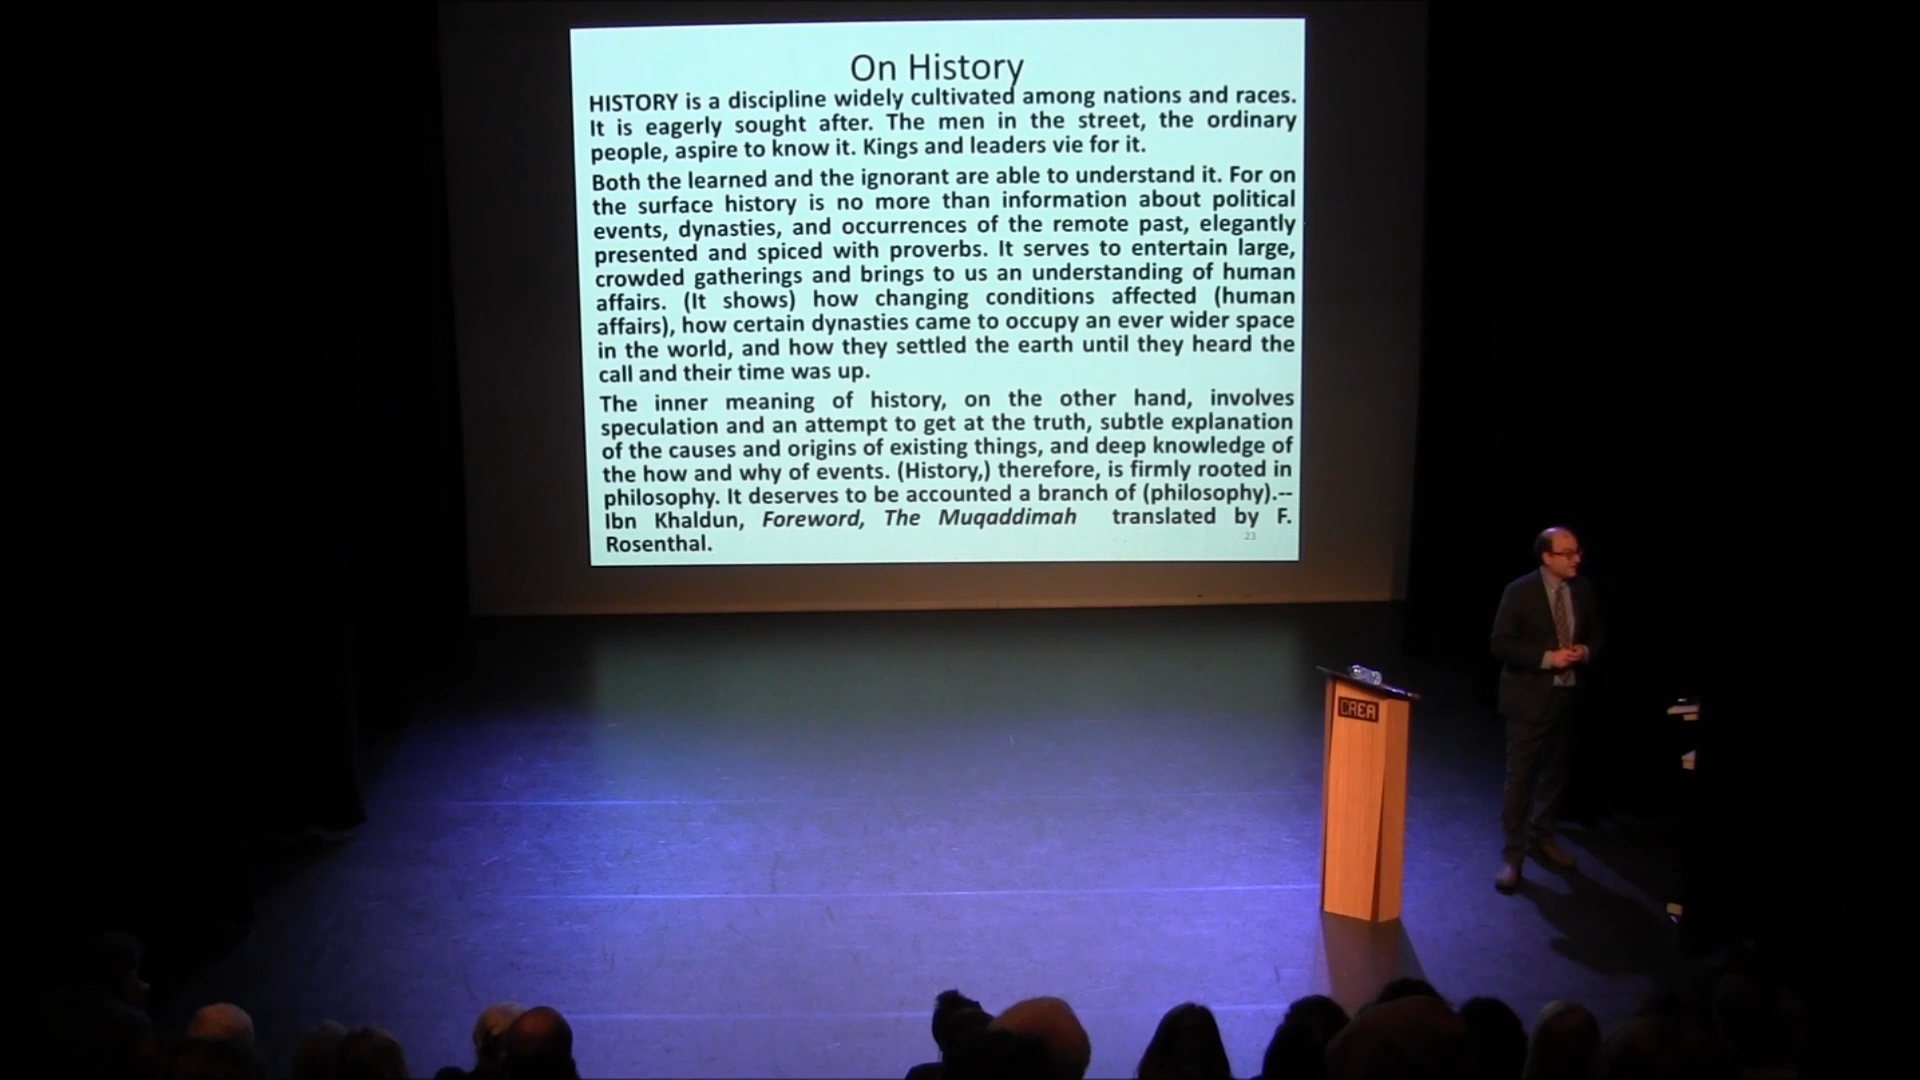 On History
HISTORY is a discipline widely cultivated among nations and races.
It is eagerly sought after. The men in the street, the ordinary
people, aspire to know it. Kings and leaders vie for it.
Both the learned and the ignorant are able to understand it. For on
the surface history is no more than information about political
events, dynasties, and occurrences of the remote past, elegantly
presented and spiced with proverbs. It serves to entertain large,
crowded gatherings and brings to us an understanding of human
affairs. (It shows) how changing conditions affected (human
affairs), how certain dynasties came to occupy an ever wider space
in the world, and how they settled the earth until they heard the
call and their time was up.
The inner meaning of history, on the other hand, involves
speculation and an attempt to get at the truth, subtle explanation
of the causes and origins of existing things, and deep knowledge of
the how and why of events. (History,) therefore, is firmly rooted in
philosophy. It deserves to be accounted a branch of (philosophy).--
Ibn Khaldun, Foreword, The Muqaddimah translated by F.
Rosenthal.
23
CREA